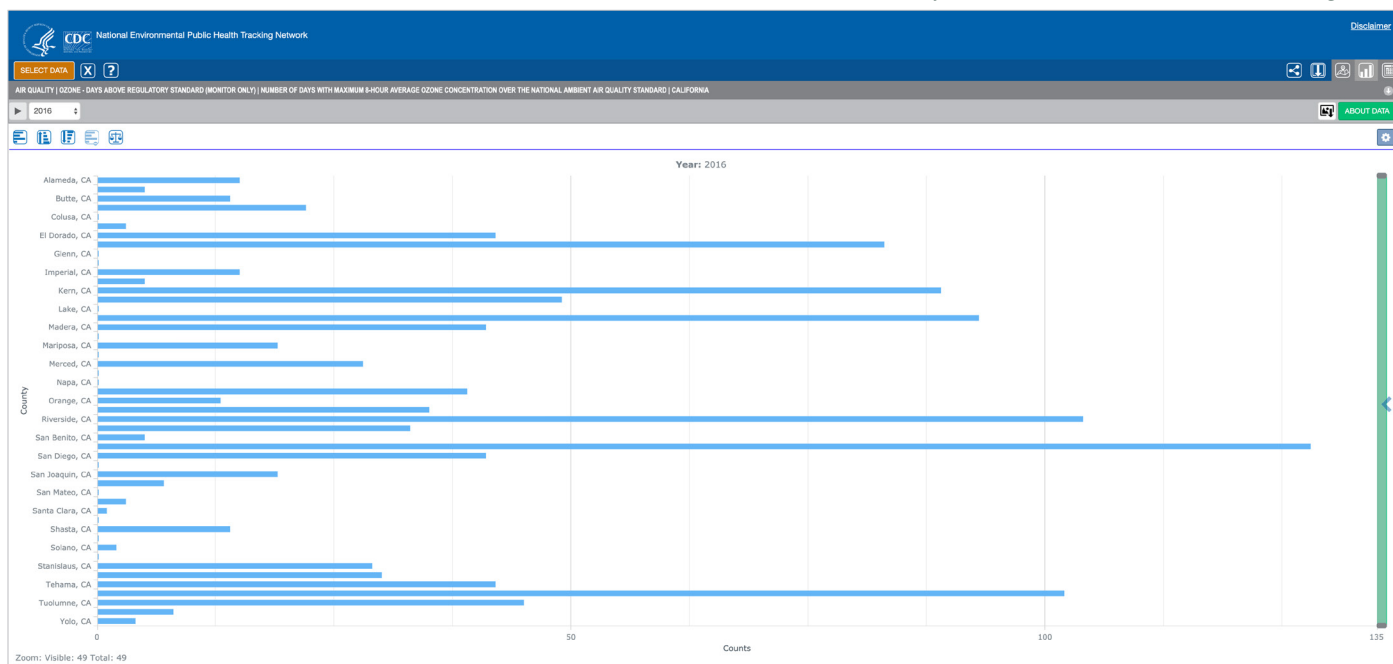 Disclaimer
CDC National Environmental Public Health Tracking Network
SELECT DATA X ?
AIR QUALITY | OZONE - DAYS ABOVE REGULATORY STANDARD (MONITOR ONLY) | NUMBER OF DAYS WITH MAXIMUM 8-HOUR AVERAGE OZONE CONCENTRATION OVER THE NATIONAL AMBIENT AIR QUALITY STANDARD | CALIFORNIA
2016 ABOUT DATA
Year: 2016
Alameda, CA
Butte, CA
Colusa, CA
El Dorado, CA
Glenn, CA
Imperial, CA
Kern, CA
Lake, CA
Madera, CA
Mariposa, CA
Merced, CA
Napa, CA
Orange, CA
Riverside, CA
San Benito, CA
San Diego, CA
San Joaquin, CA
San Mateo, CA
Santa Clara, CA
Shasta, CA
Solano, CA
Stanislaus, CA
Tehama, CA
Tuolumne, CA
Yolo, CA
County
0 50 100 135
Counts
Zoom: Visible: 49 Total: 49